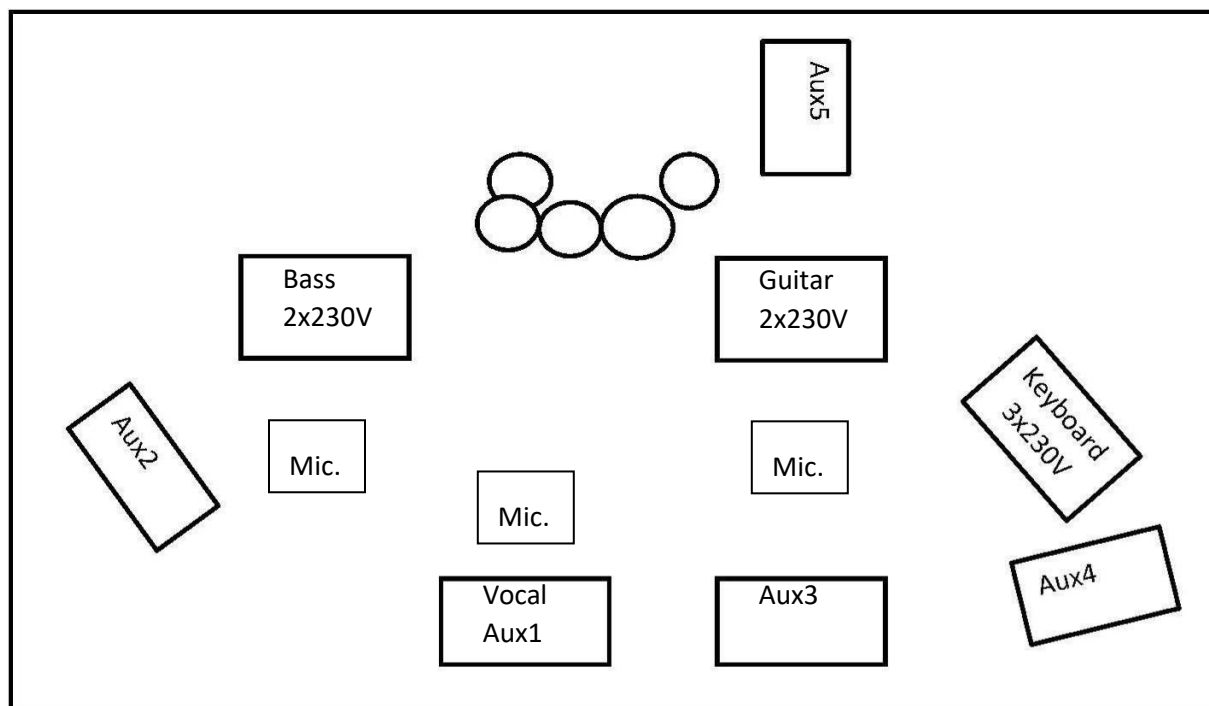 Aux5
Bass
2x230V
Guitar
2x230V
Keyboard
3x230V
Aux2
Mic.
Mic.
Mic.
Vocal
Aux1
Aux3
Aux4